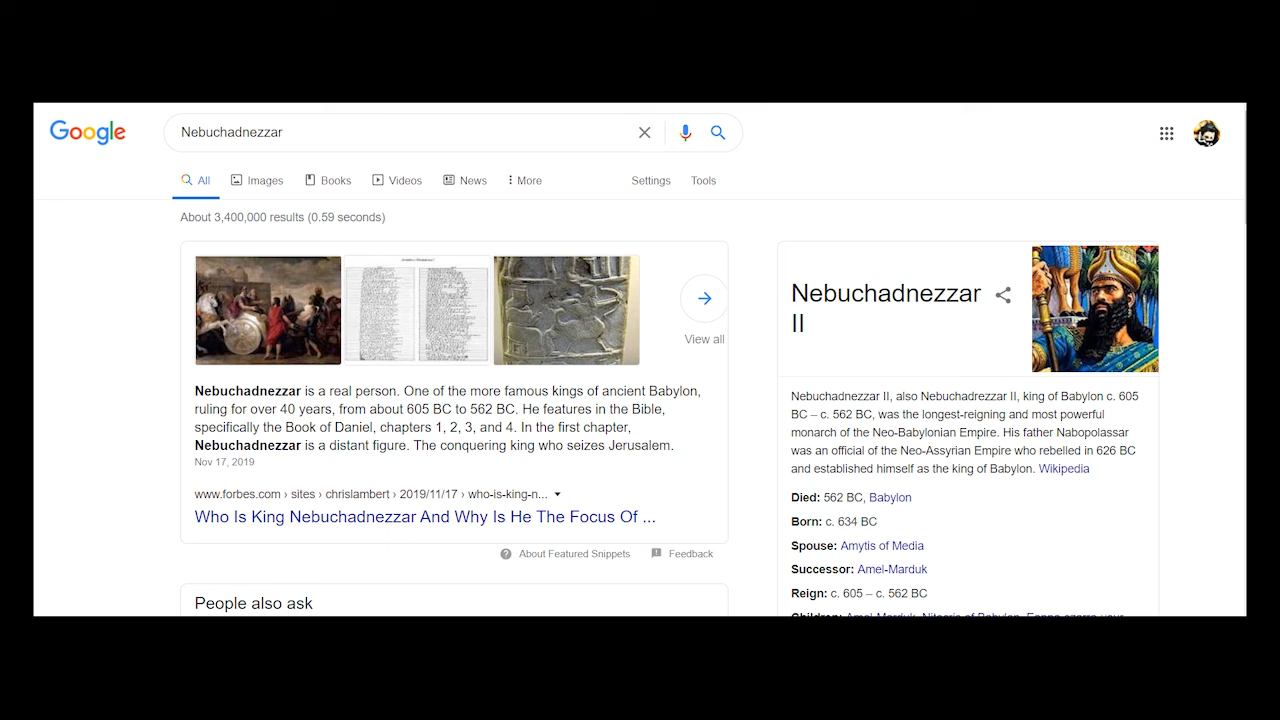 Google
Nebuchadnezzar
All Images Books Videos News More Settings Tools
About 3,400,000 results (0.59 seconds)
View all
Nebuchadnezzar is a real person. One of the more famous kings of ancient Babylon,
ruling for over 40 years, from about 605 BC to 562 BC. He features in the Bible,
specifically the Book of Daniel, chapters 1, 2, 3, and 4. In the first chapter,
Nebuchadnezzar is a distant figure. The conquering king who seizes Jerusalem.
Nov 17, 2019
www.forbes.com › sites › chrislambert › 2019/11/17 › who-is-king-n...
Who Is King Nebuchadnezzar And Why Is He The Focus Of ...
About Featured Snippets Feedback
People also ask
Nebuchadnezzar
II
Nebuchadnezzar II, also Nebuchadrezzar II, king of Babylon c. 605
BC – c. 562 BC, was the longest-reigning and most powerful
monarch of the Neo-Babylonian Empire. His father Nabopolassar
was an official of the Neo-Assyrian Empire who rebelled in 626 BC
and established himself as the king of Babylon. Wikipedia
Died: 562 BC, Babylon
Born: c. 634 BC
Spouse: Amytis of Media
Successor: Amel-Marduk
Reign: c. 605 – c. 562 BC
Children: Amel-Marduk, Nitocris of Babylon,